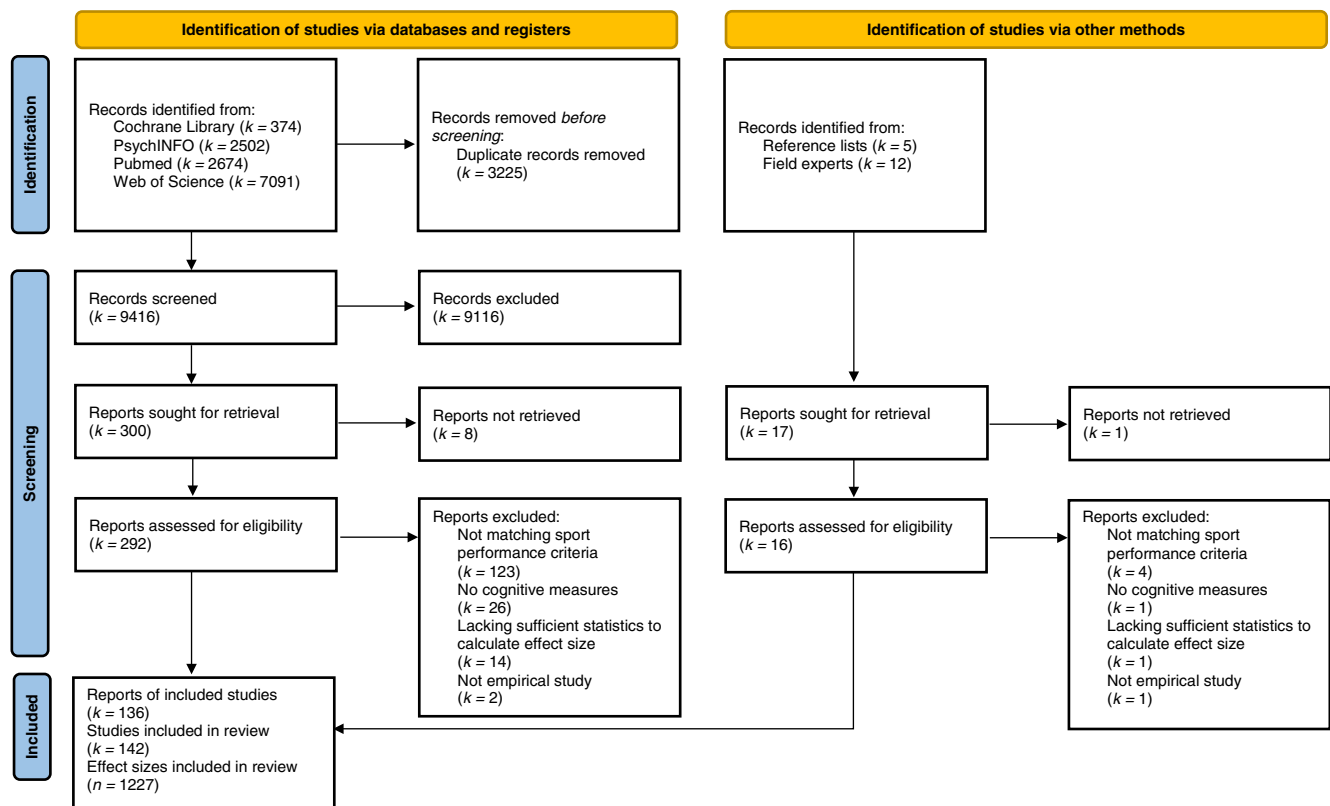 Identification of studies via databases and registers
Identification of studies via other methods
Identification
Records identified from:
Cochrane Library (k = 374)
PsychINFO (k = 2502)
Pubmed (k = 2674)
Web of Science (k = 7091)
Records removed before
screening:
Duplicate records removed
(k = 3225)
Records identified from:
Reference lists (k = 5)
Field experts (k = 12)
Screening
Records screened
(k = 9416)
Records excluded
(k = 9116)
Reports sought for retrieval
(k = 300)
Reports not retrieved
(k = 8)
Reports sought for retrieval
(k = 17)
Reports not retrieved
(k = 1)
Reports assessed for eligibility
(k = 292)
Reports excluded:
Not matching sport
performance criteria
(k = 123)
No cognitive measures
(k = 26)
Lacking sufficient statistics to
calculate effect size
(k = 14)
Not empirical study
(k = 2)
Reports assessed for eligibility
(k = 16)
Reports excluded:
Not matching sport
performance criteria
(k = 4)
No cognitive measures
(k = 1)
Lacking sufficient statistics to
calculate effect size
(k = 1)
Not empirical study
(k = 1)
Included
Reports of included studies
(k = 136)
Studies included in review
(k = 142)
Effect sizes included in review
(n = 1227)